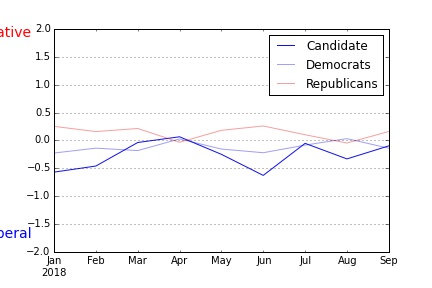 ative
2.0
1.5
1.0
0.5
0.0
−0.5
−1.0
−1.5
−2.0
beral
Candidate
Democrats
Republicans
Jan Feb Mar Apr May Jun Jul Aug Sep
2018